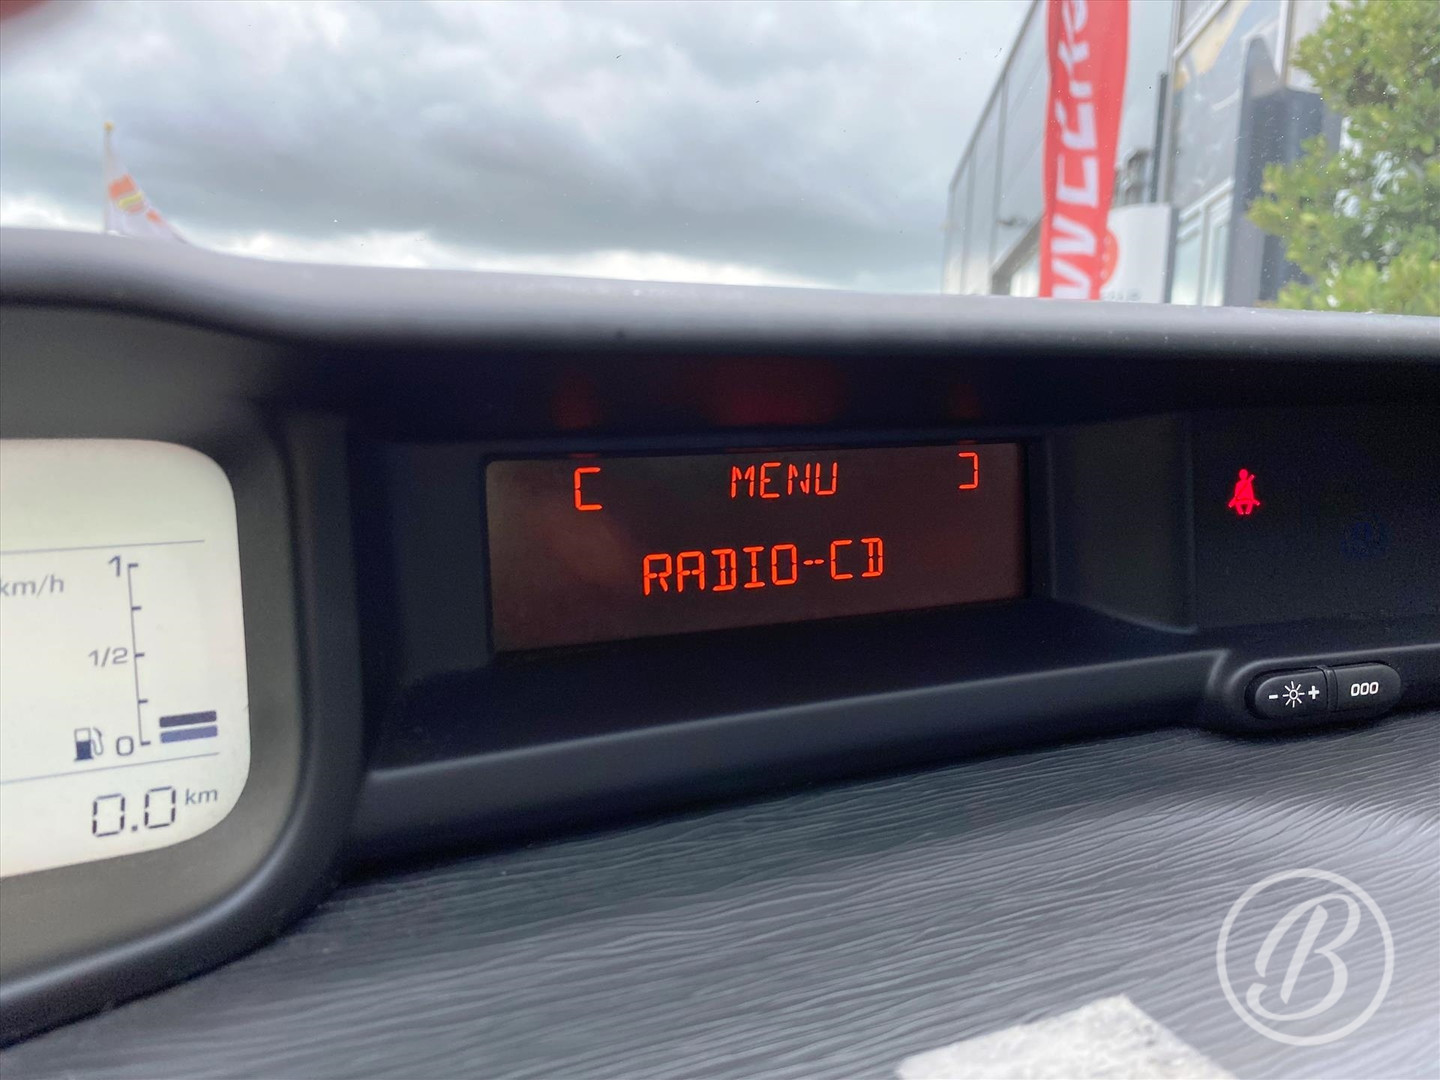 [ MENU ]
RADIO-CD
km/h
1
1/2
0
0.0 km
- +
000
B